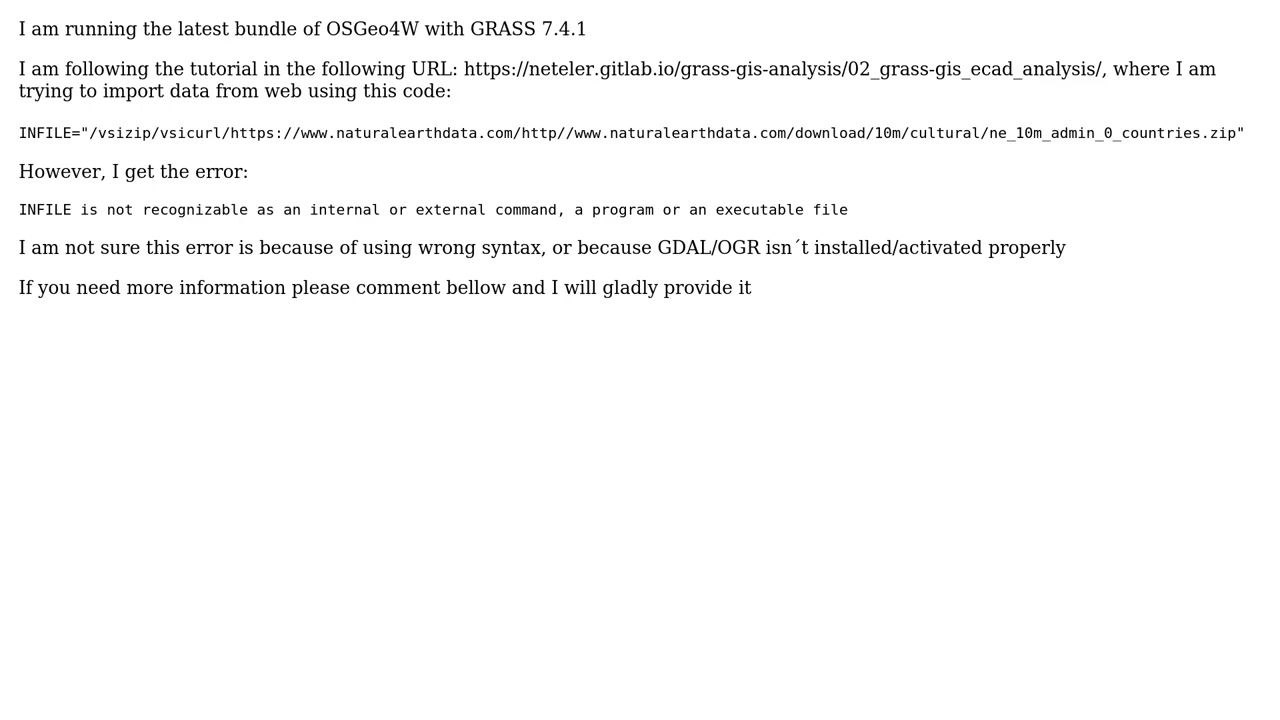 I am running the latest bundle of OSGeo4W with GRASS 7.4.1
I am following the tutorial in the following URL: https://neteler.gitlab.io/grass-gis-analysis/02_grass-gis_ecad_analysis/, where I am
trying to import data from web using this code:
INFILE="/vsizip/vsicurl/https://www.naturalearthdata.com/http//www.naturalearthdata.com/download/10m/cultural/ne_10m_admin_0_countries.zip"
However, I get the error:
INFILE is not recognizable as an internal or external command, a program or an executable file
I am not sure this error is because of using wrong syntax, or because GDAL/OGR isn´t installed/activated properly
If you need more information please comment bellow and I will gladly provide it